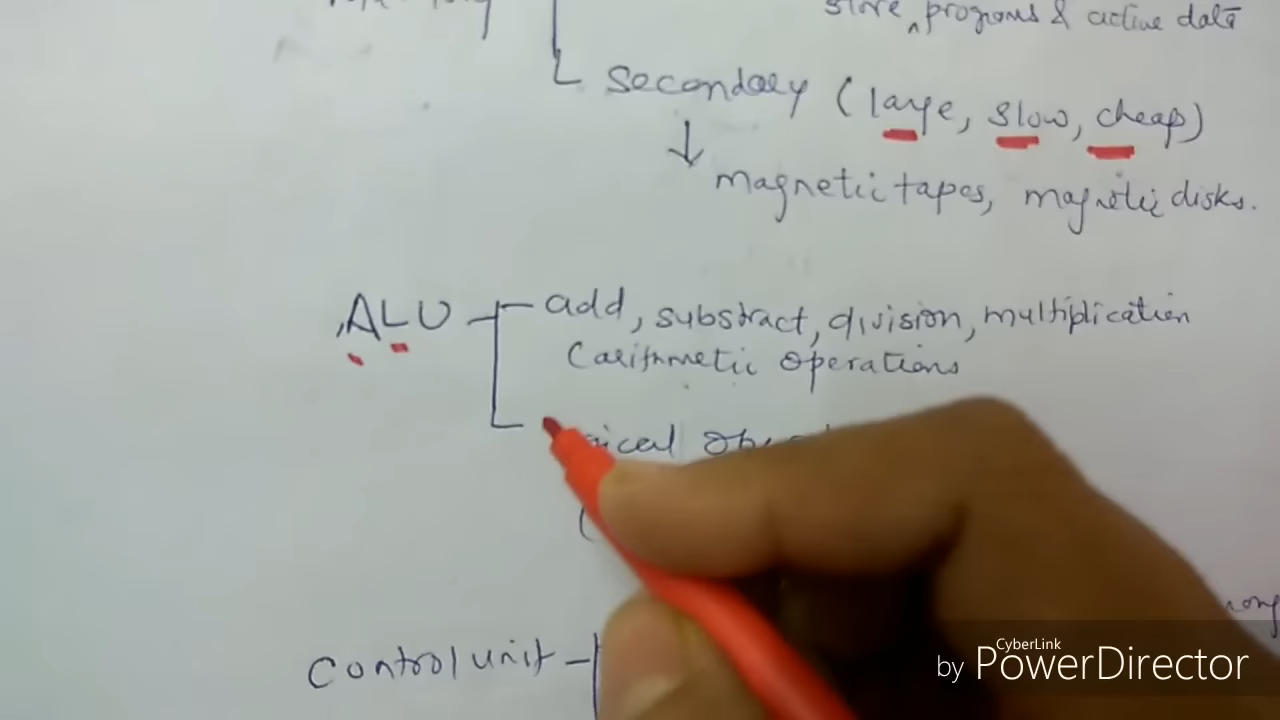 store programs & active data
Secondary (large, slow, cheap)
magnetic tapes, magnetic disks.
ALU add, substract, division, multiplication
(arithmetic operations
Control unit
CyberLink
by PowerDirector